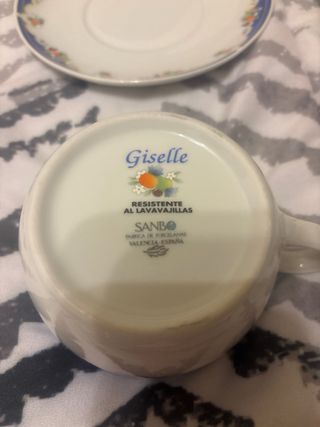 Giselle
RESISTENTE
AL LAVAVAJILLAS
SANBO
FABRICA DE PORCELANAS
VALENCIA-ESPAÑA